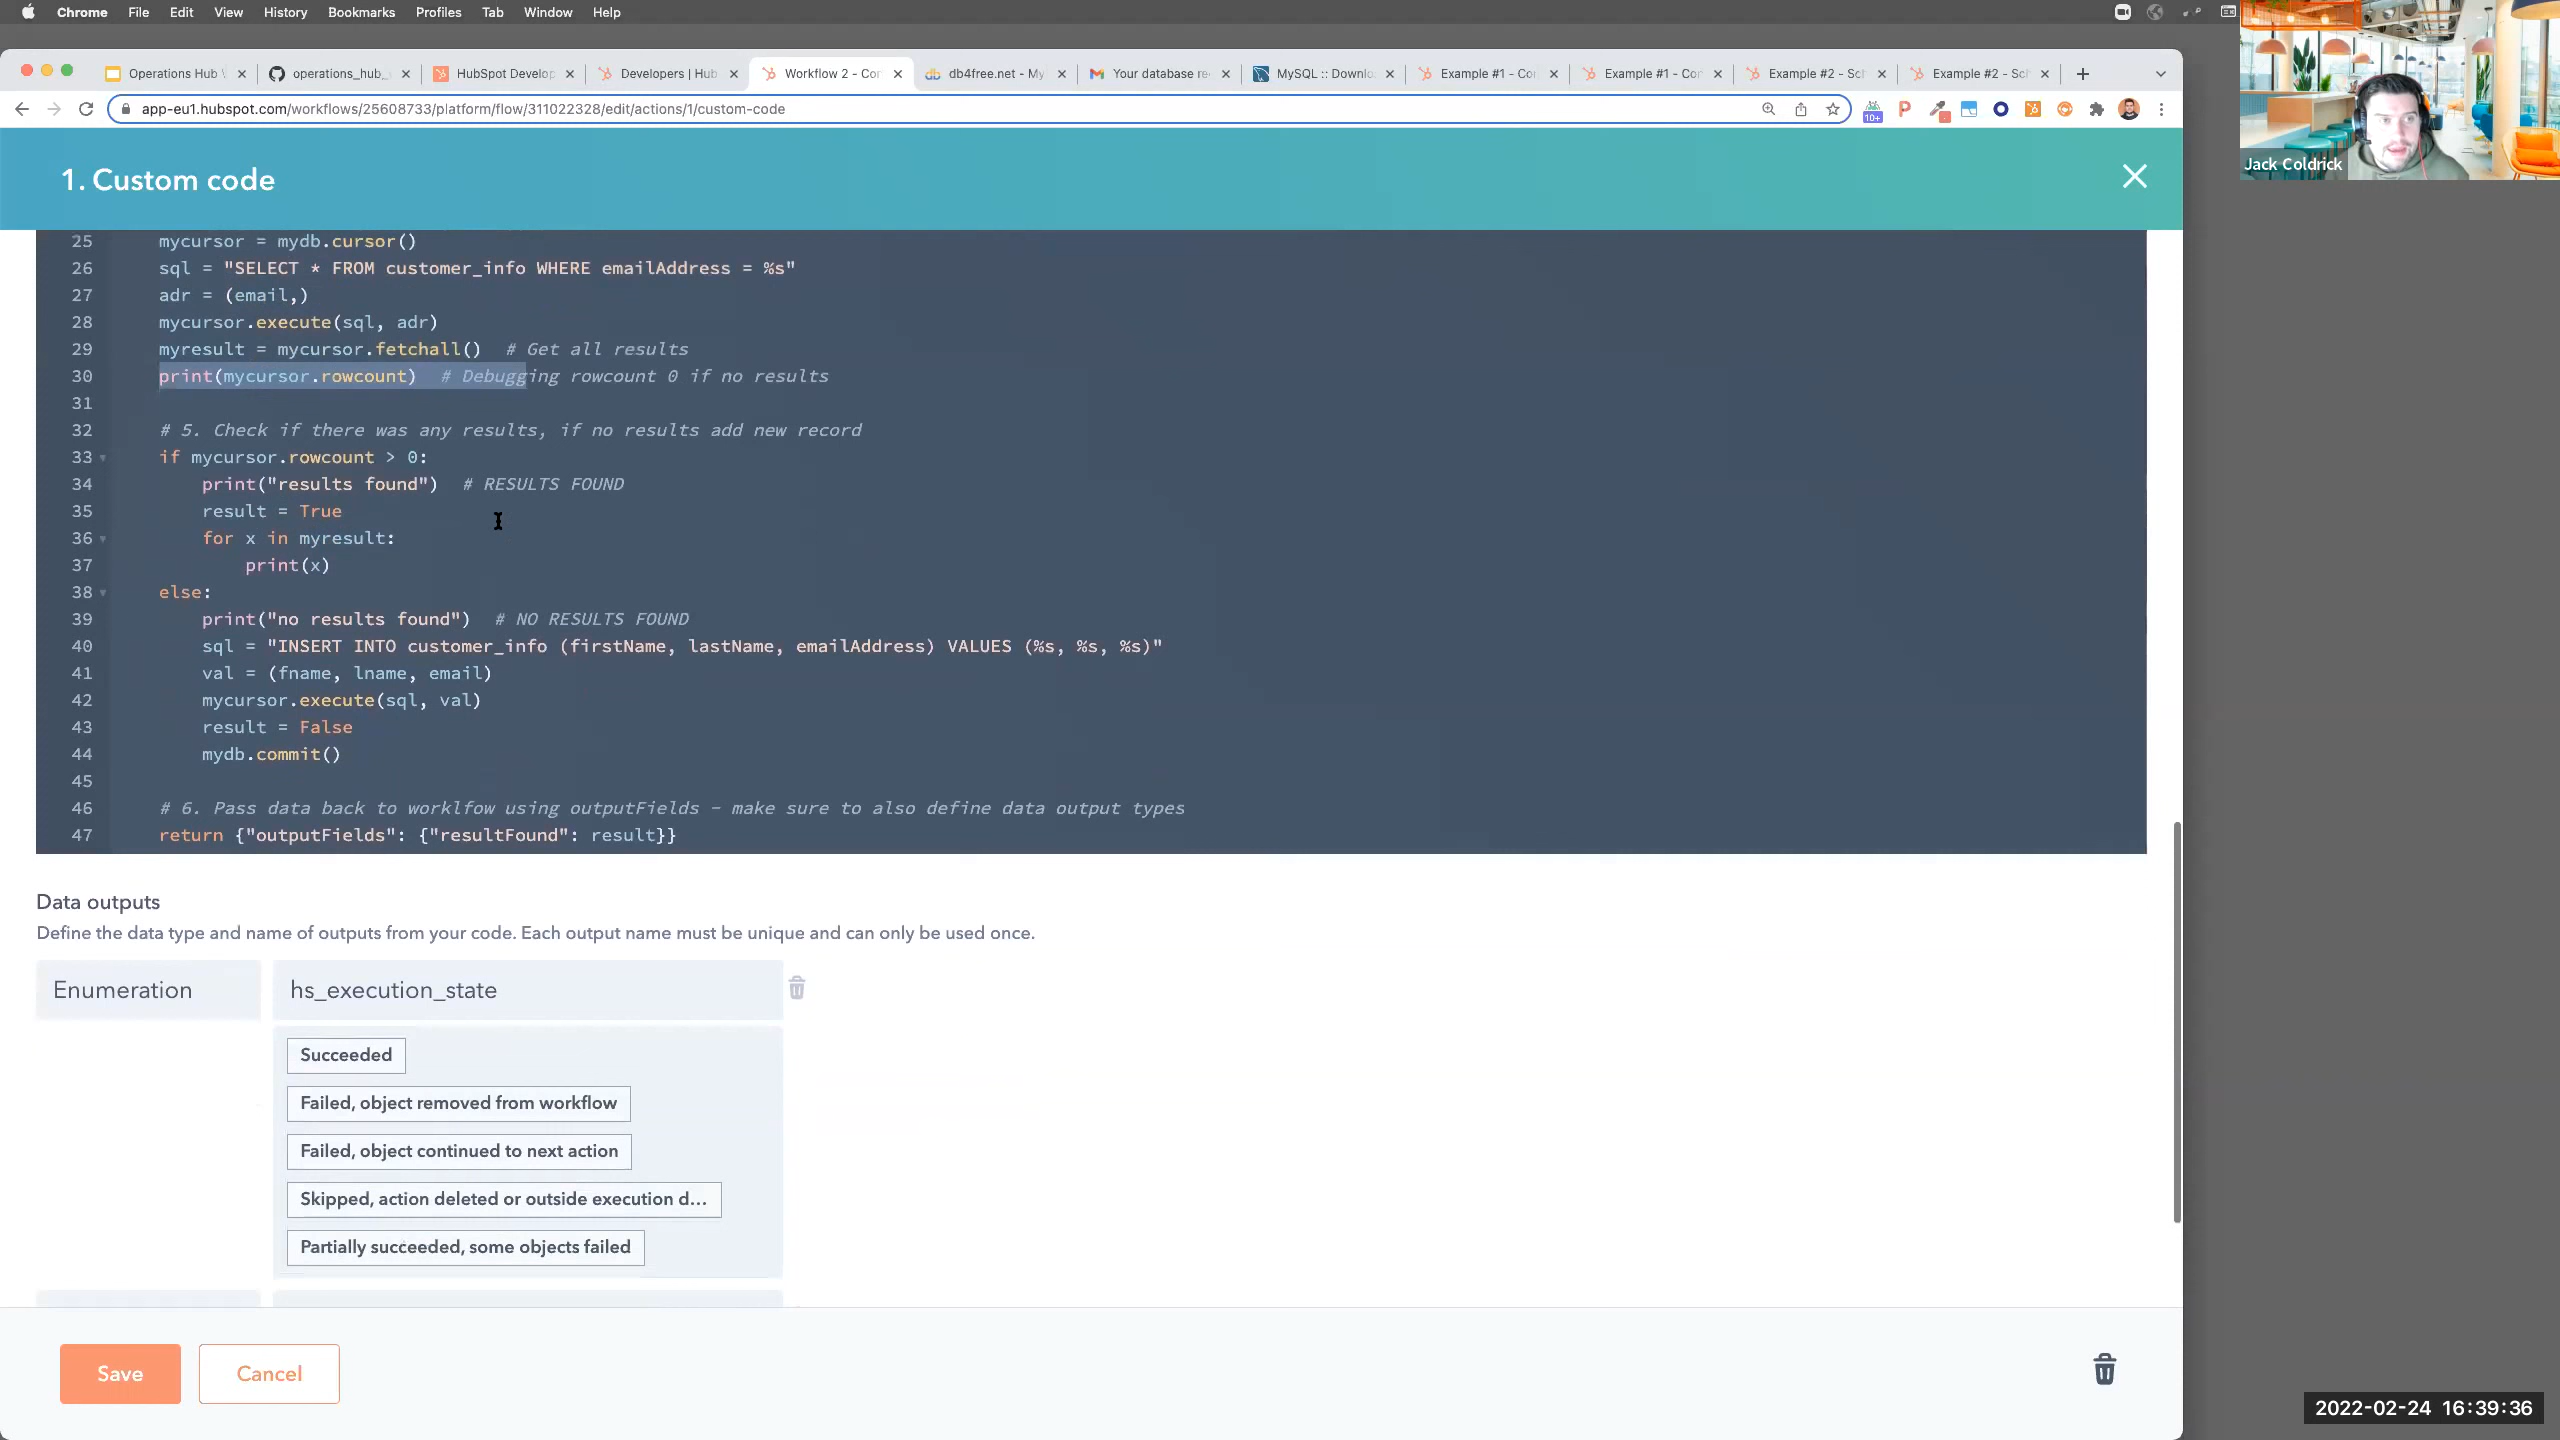 Chrome File Edit View History Bookmarks Profiles Tab Window Help
Operations Hub
operations_hub_
HubSpot Develop
Developers | Hub
Workflow 2 - Con
db4free.net - My
Your database re
MySQL :: Downlo
Example #1 - Co
Example #1 - Con
Example #2 - Sch
Example #2 - Sc
app-eu1.hubspot.com/workflows/25608733/platform/flow/311022328/edit/actions/1/custom-code
10+
Jack Coldrick
1. Custom code
25 mycursor = mydb.cursor()
26 sql = "SELECT * FROM customer_info WHERE emailAddress = %s"
27 adr = (email,)
28 mycursor.execute(sql, adr)
29 myresult = mycursor.fetchall() # Get all results
30 print(mycursor.rowcount) # Debugging rowcount 0 if no results
31
32 # 5. Check if there was any results, if no results add new record
33 if mycursor.rowcount > 0:
34 print("results found") # RESULTS FOUND
35 result = True
36 for x in myresult:
37 print(x)
38 else:
39 print("no results found") # NO RESULTS FOUND
40 sql = "INSERT INTO customer_info (firstName, lastName, emailAddress) VALUES (%s, %s, %s)"
41 val = (fname, lname, email)
42 mycursor.execute(sql, val)
43 result = False
44 mydb.commit()
45
46 # 6. Pass data back to worklfow using outputFields - make sure to also define data output types
47 return {"outputFields": {"resultFound": result}}
Data outputs
Define the data type and name of outputs from your code. Each output name must be unique and can only be used once.
Enumeration hs_execution_state
Succeeded
Failed, object removed from workflow
Failed, object continued to next action
Skipped, action deleted or outside execution d...
Partially succeeded, some objects failed
Save Cancel
2022-02-24 16:39:36